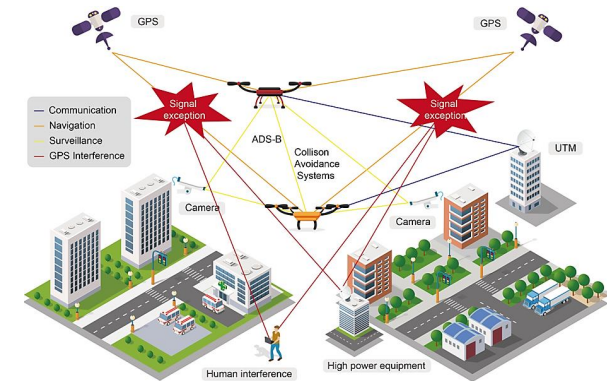 GPS
GPS
Signal
exception
Signal
exception
Communication
Navigation
Surveillance
GPS Interference
ADS-B
Collison
Avoidance
Systems
UTM
Camera
Camera
Human interference
High power equipment